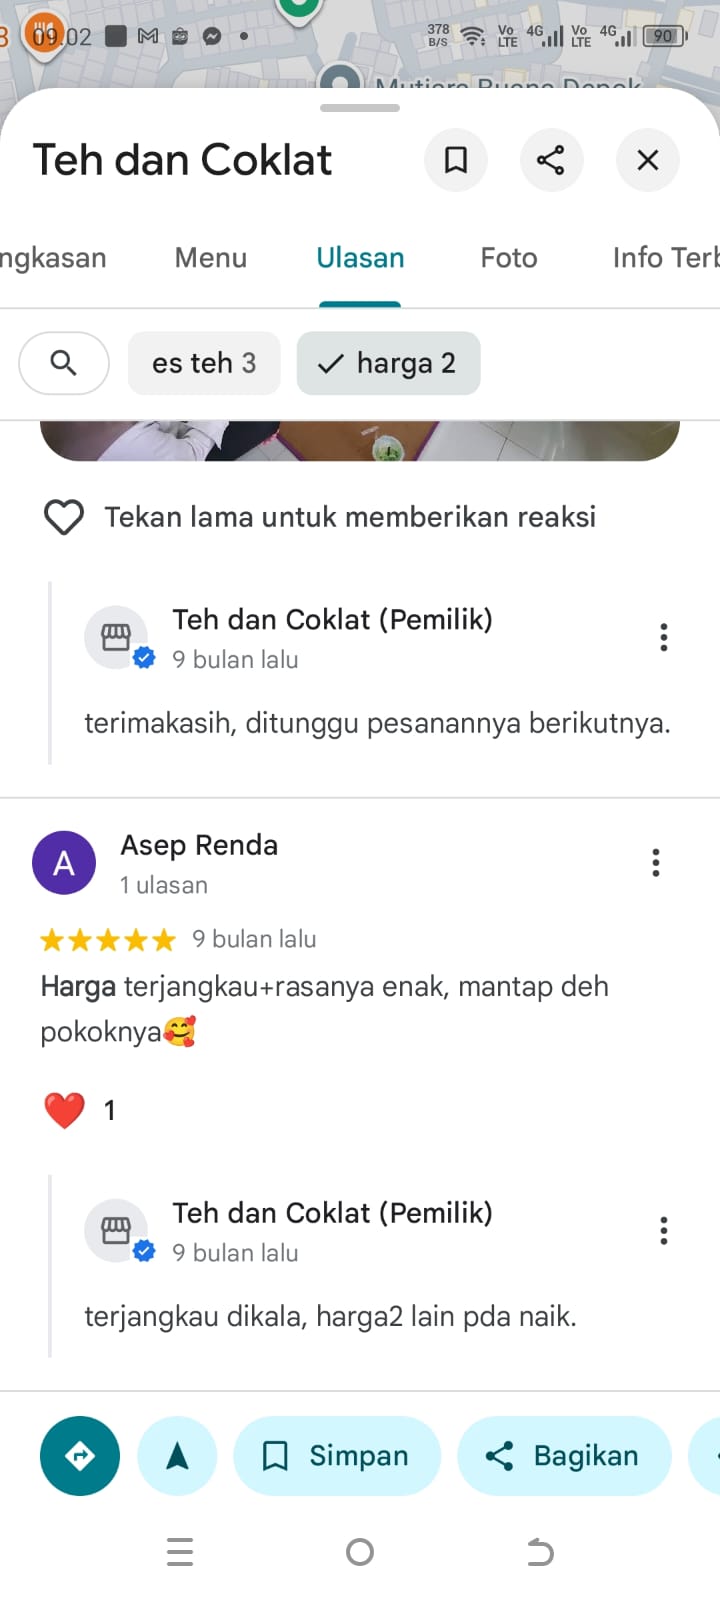 09.02
378
B/S
Vo
LTE
4G
Vo
LTE
4G
90
Mutiara Buana Depok
Teh dan Coklat
ngkasan
Menu
Ulasan
Foto
Info Terb
es teh 3
harga 2
Tekan lama untuk memberikan reaksi
Teh dan Coklat (Pemilik)
9 bulan lalu
terimakasih, ditunggu pesanannya berikutnya.
A
Asep Renda
1 ulasan
9 bulan lalu
Harga terjangkau+rasanya enak, mantap deh
pokoknya🥰
❤️ 1
Teh dan Coklat (Pemilik)
9 bulan lalu
terjangkau dikala, harga2 lain pda naik.
Simpan
Bagikan